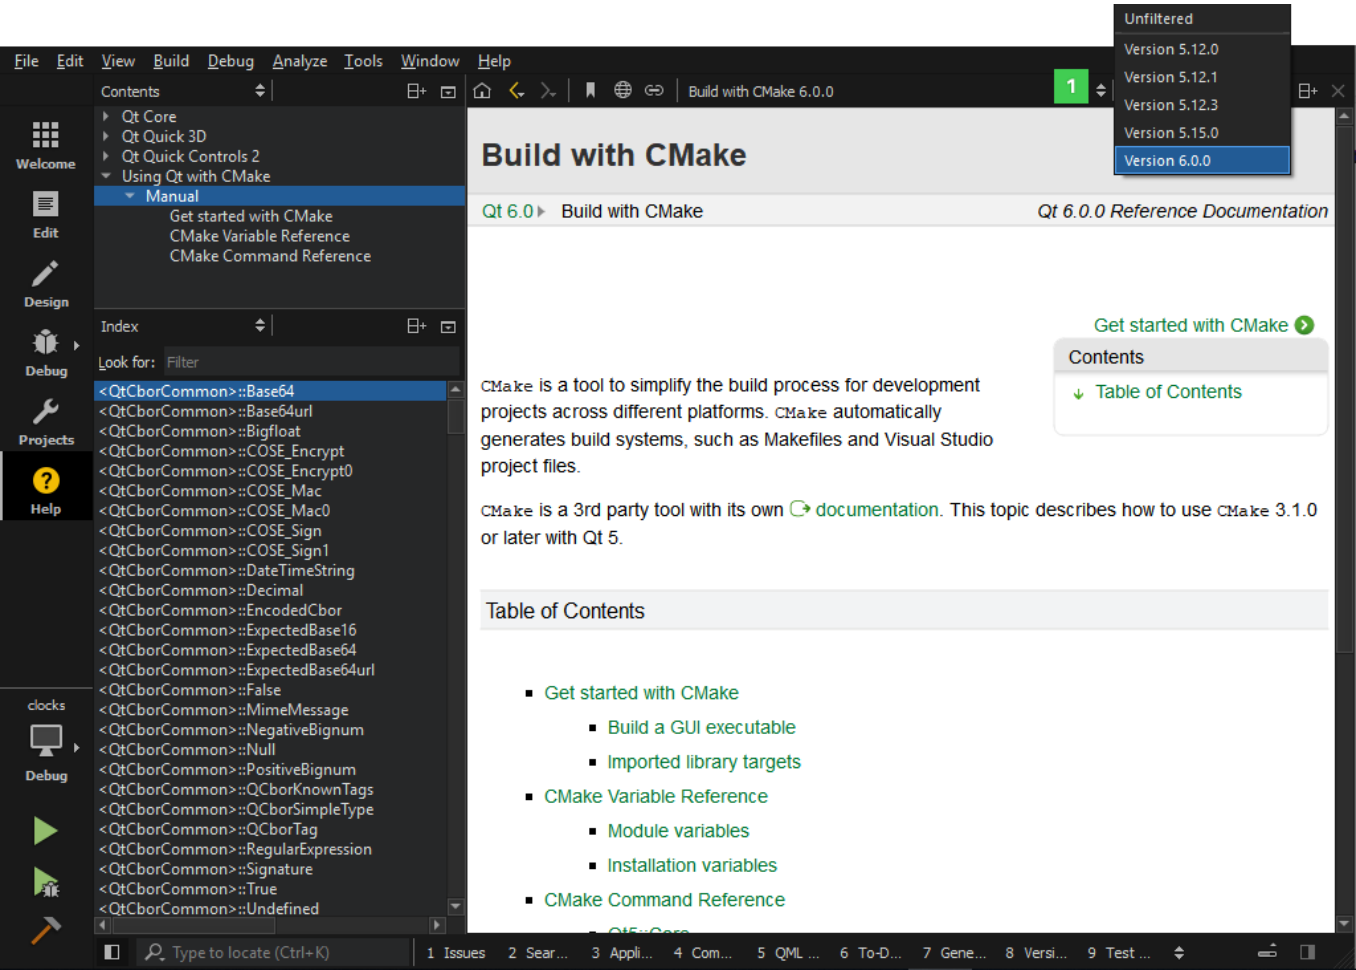 Unfiltered
Version 5.12.0
Version 5.12.1
Version 5.12.3
Version 5.15.0
Version 6.0.0
File Edit View Build Debug Analyze Tools Window Help
Contents
Build with CMake 6.0.0
1
Welcome
Edit
Design
Debug
Projects
Help
clocks
Debug
Qt Core
Qt Quick 3D
Qt Quick Controls 2
Using Qt with CMake
Manual
Get started with CMake
CMake Variable Reference
CMake Command Reference
Index
Look for: Filter
<QtCborCommon>::Base64
<QtCborCommon>::Base64url
<QtCborCommon>::Bigfloat
<QtCborCommon>::COSE_Encrypt
<QtCborCommon>::COSE_Encrypt0
<QtCborCommon>::COSE_Mac
<QtCborCommon>::COSE_Mac0
<QtCborCommon>::COSE_Sign
<QtCborCommon>::COSE_Sign1
<QtCborCommon>::DateTimeString
<QtCborCommon>::Decimal
<QtCborCommon>::EncodedCbor
<QtCborCommon>::ExpectedBase16
<QtCborCommon>::ExpectedBase64
<QtCborCommon>::ExpectedBase64url
<QtCborCommon>::False
<QtCborCommon>::MimeMessage
<QtCborCommon>::NegativeBignum
<QtCborCommon>::Null
<QtCborCommon>::PositiveBignum
<QtCborCommon>::QCborKnownTags
<QtCborCommon>::QCborSimpleType
<QtCborCommon>::QCborTag
<QtCborCommon>::RegularExpression
<QtCborCommon>::Signature
<QtCborCommon>::True
<QtCborCommon>::Undefined
Build with CMake
Qt 6.0 Build with CMake
Qt 6.0.0 Reference Documentation
Get started with CMake
Contents
Table of Contents
CMake is a tool to simplify the build process for development
projects across different platforms. CMake automatically
generates build systems, such as Makefiles and Visual Studio
project files.
CMake is a 3rd party tool with its own documentation. This topic describes how to use CMake 3.1.0
or later with Qt 5.
Table of Contents
Get started with CMake
Build a GUI executable
Imported library targets
CMake Variable Reference
Module variables
Installation variables
CMake Command Reference
Qt5::Core
Type to locate (Ctrl+K)
1 Issues 2 Sear... 3 Appli... 4 Com... 5 QML ... 6 To-D... 7 Gene... 8 Versi... 9 Test ...